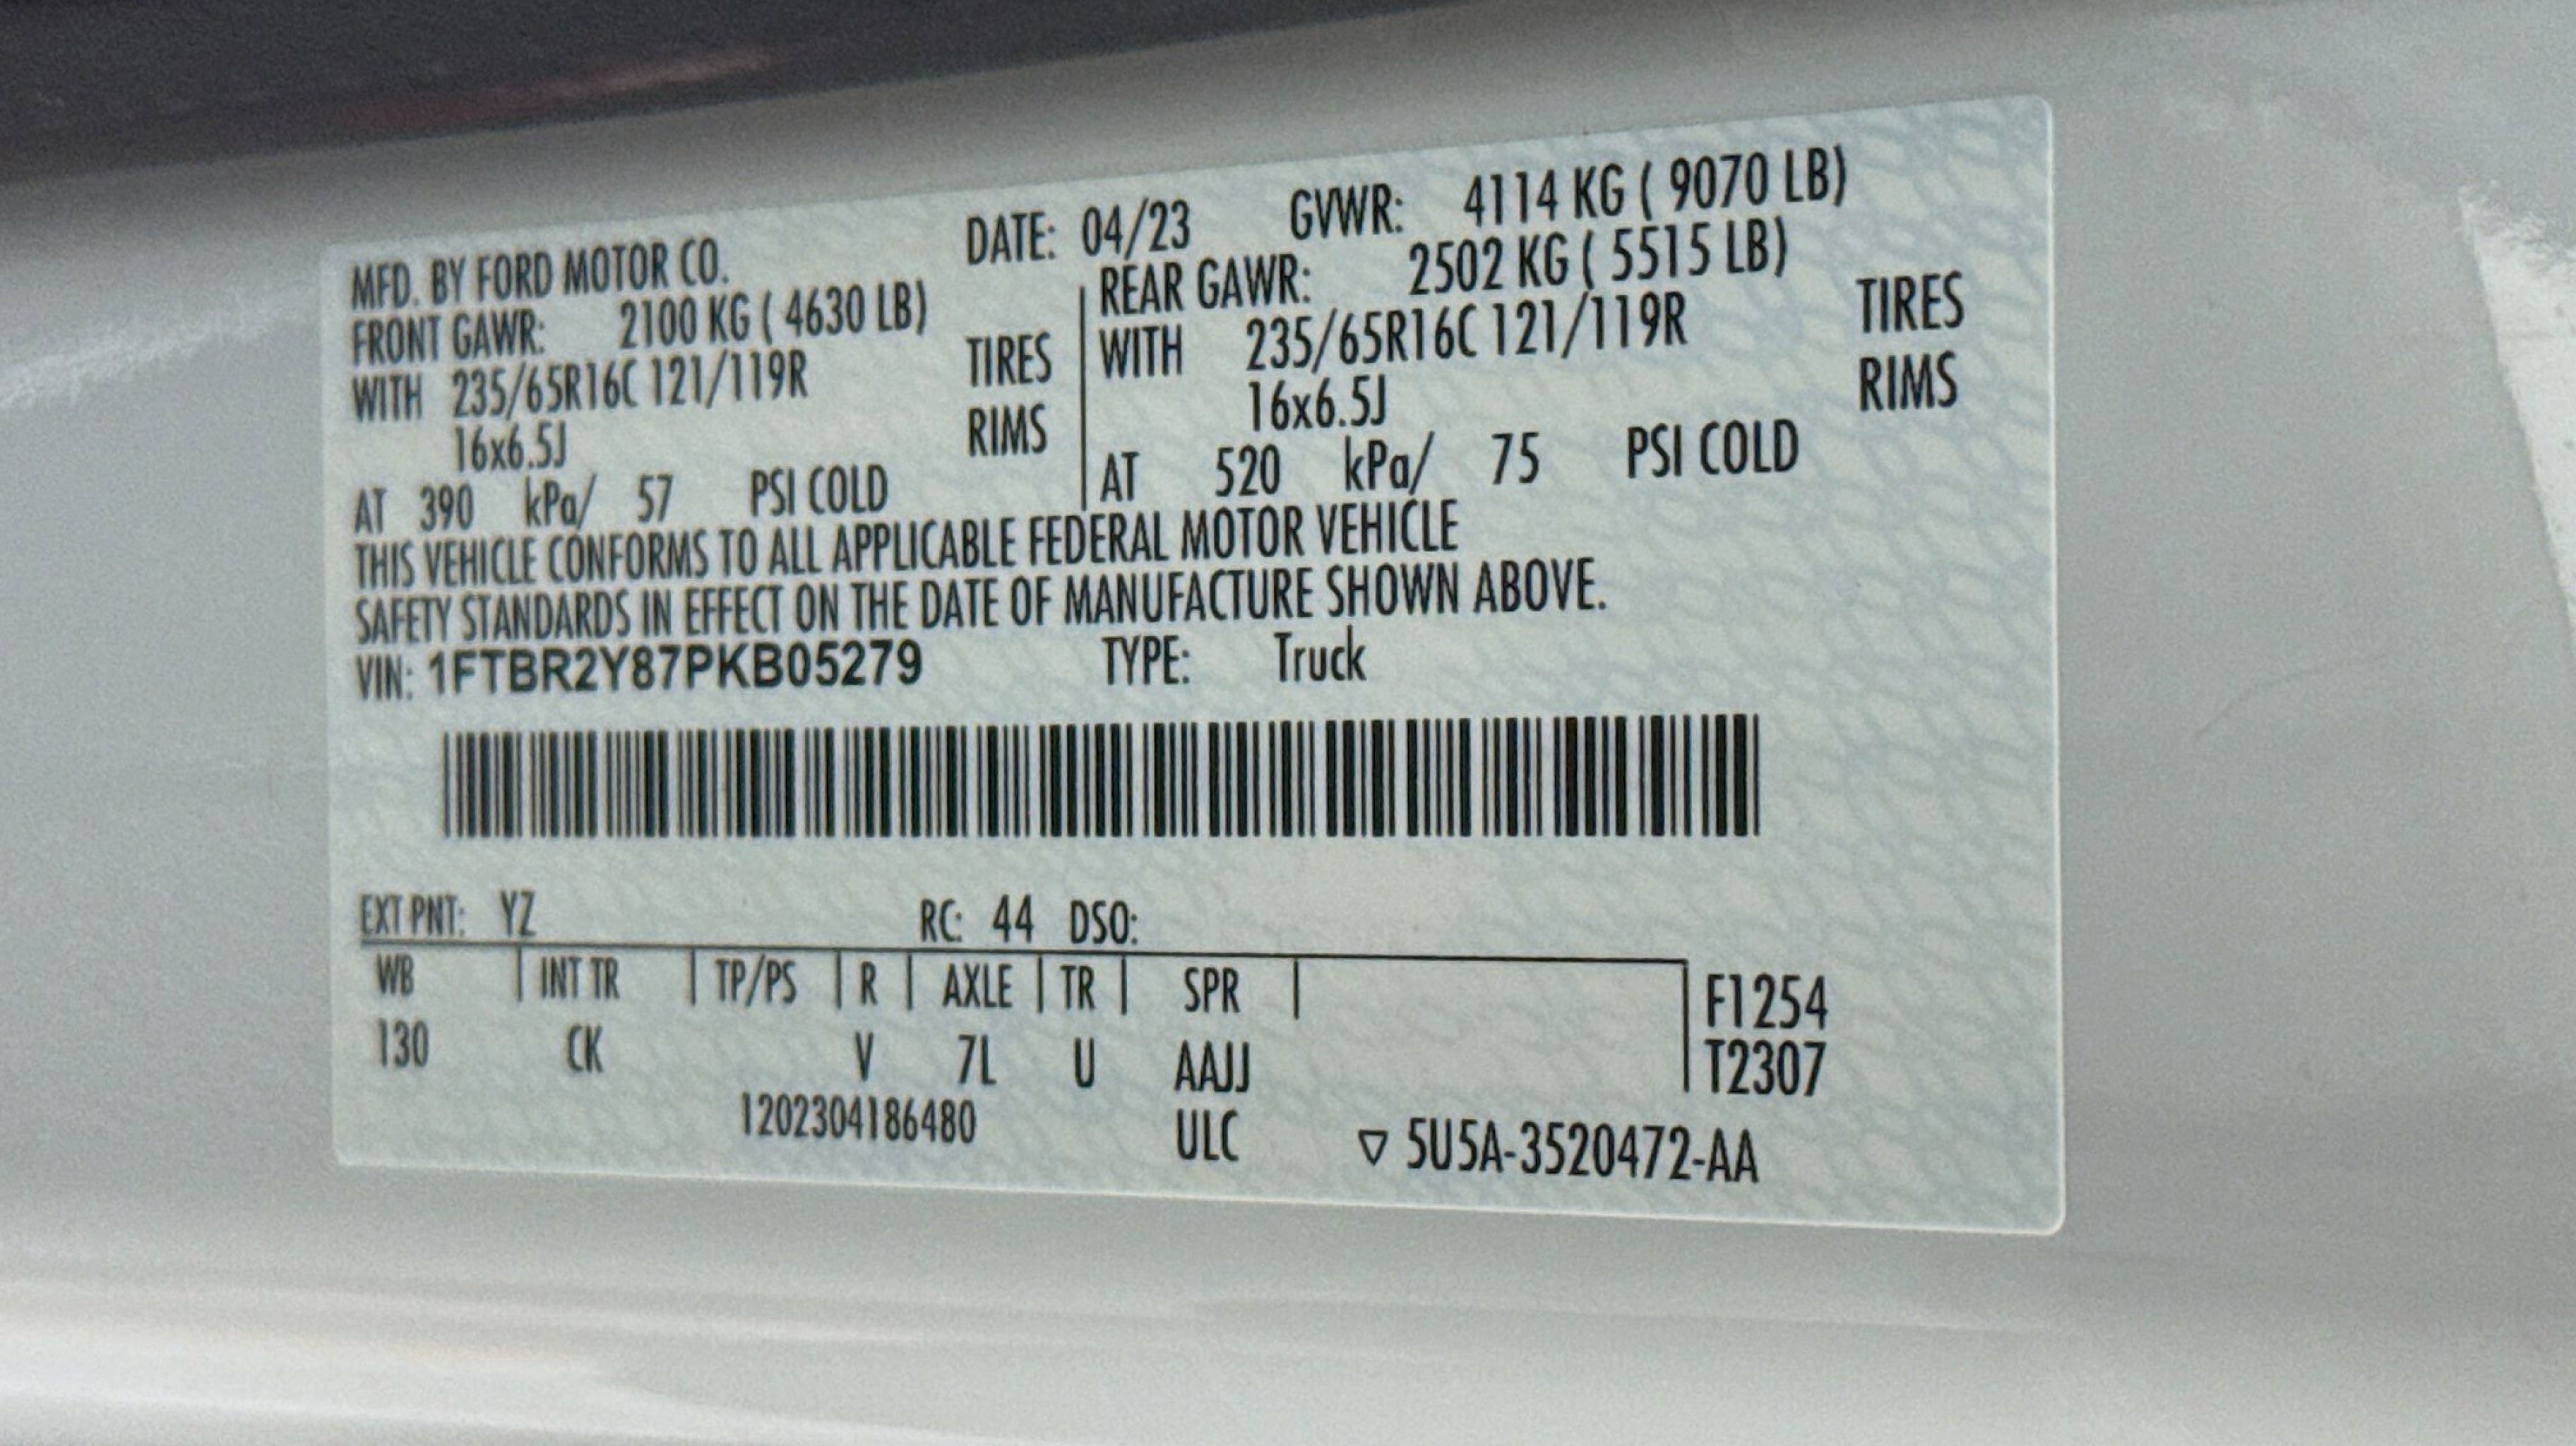 MFD. BY FORD MOTOR CO. DATE: 04/23 GVWR: 4114 KG ( 9070 LB)
FRONT GAWR: 2100 KG ( 4630 LB) REAR GAWR: 2502 KG ( 5515 LB)
WITH 235/65R16C 121/119R TIRES WITH 235/65R16C 121/119R TIRES
16x6.5J RIMS 16x6.5J RIMS
AT 390 kPa/ 57 PSI COLD AT 520 kPa/ 75 PSI COLD
THIS VEHICLE CONFORMS TO ALL APPLICABLE FEDERAL MOTOR VEHICLE
SAFETY STANDARDS IN EFFECT ON THE DATE OF MANUFACTURE SHOWN ABOVE.
VIN: 1FTBR2Y87PKB05279 TYPE: Truck
EXT PNT: YZ RC: 44 DSO:
WB INT TR TP/PS R AXLE TR SPR F1254
130 CK V 7L U AAJJ T2307
1202304186480 ULC ▽ 5U5A-3520472-AA